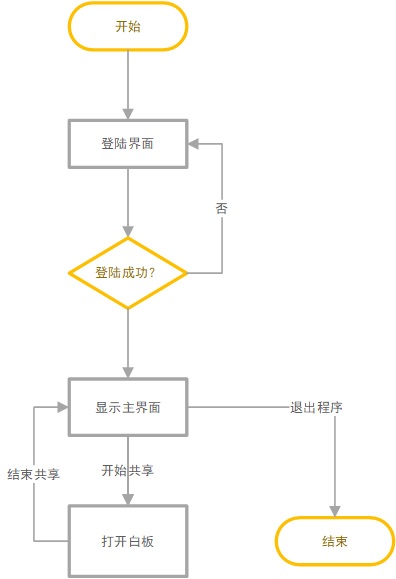 开始
登陆界面
否
登陆成功?
显示主界面
退出程序
开始共享
结束共享
打开白板
结束